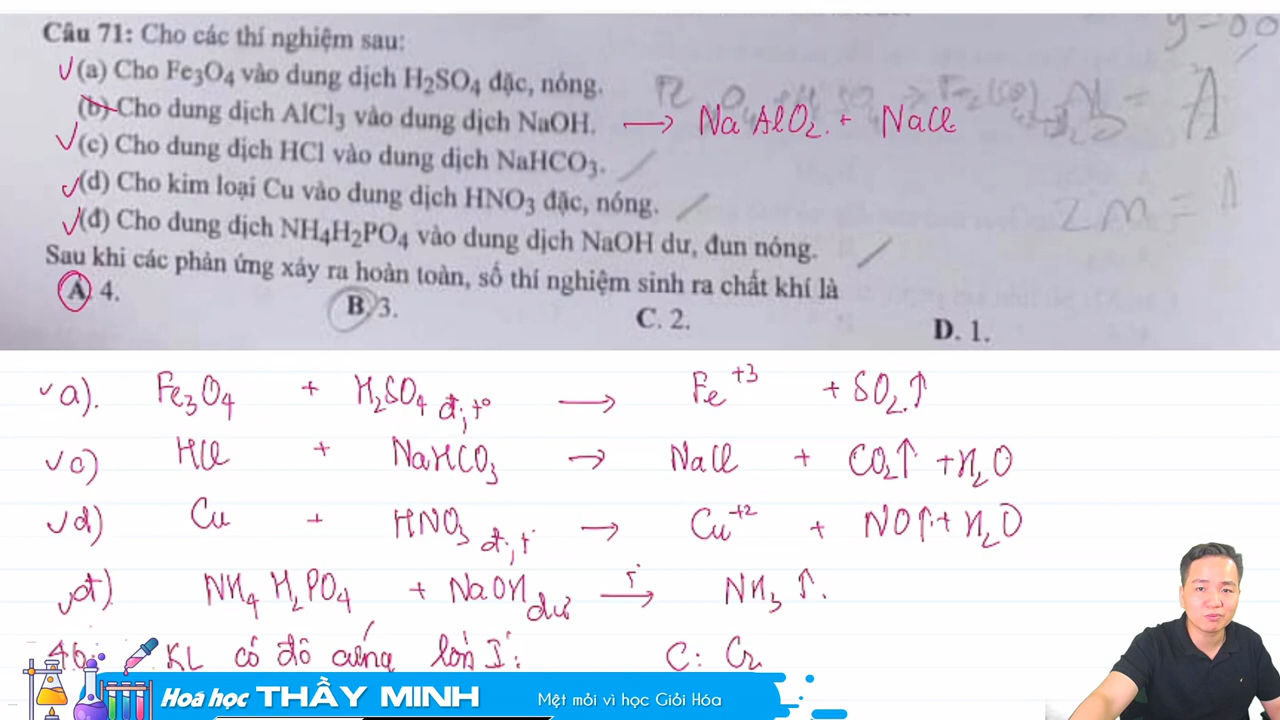 Câu 71: Cho các thí nghiệm sau:
(a) Cho Fe3O4 vào dung dịch H2SO4 đặc, nóng.
(b) Cho dung dịch AlCl3 vào dung dịch NaOH. → NaAlO2 + NaCl
(c) Cho dung dịch HCl vào dung dịch NaHCO3.
(d) Cho kim loại Cu vào dung dịch HNO3 đặc, nóng.
(đ) Cho dung dịch NH4H2PO4 vào dung dịch NaOH dư, đun nóng.
Sau khi các phản ứng xảy ra hoàn toàn, số thí nghiệm sinh ra chất khí là
A. 4. B. 3. C. 2. D. 1.
a). Fe3O4 + H2SO4 đ, t° → Fe+3 + SO2↑
c) HCl + NaHCO3 → NaCl + CO2↑ + H2O
d) Cu + HNO3 đ, t° → Cu+2 + NO↑ + H2O
đ) NH4H2PO4 + NaOH dư t° → NH3↑.
46: KL có độ cứng lớn I: C: Cr
Hoá học THẦY MINH Mệt mỏi vì học Giỏi Hóa